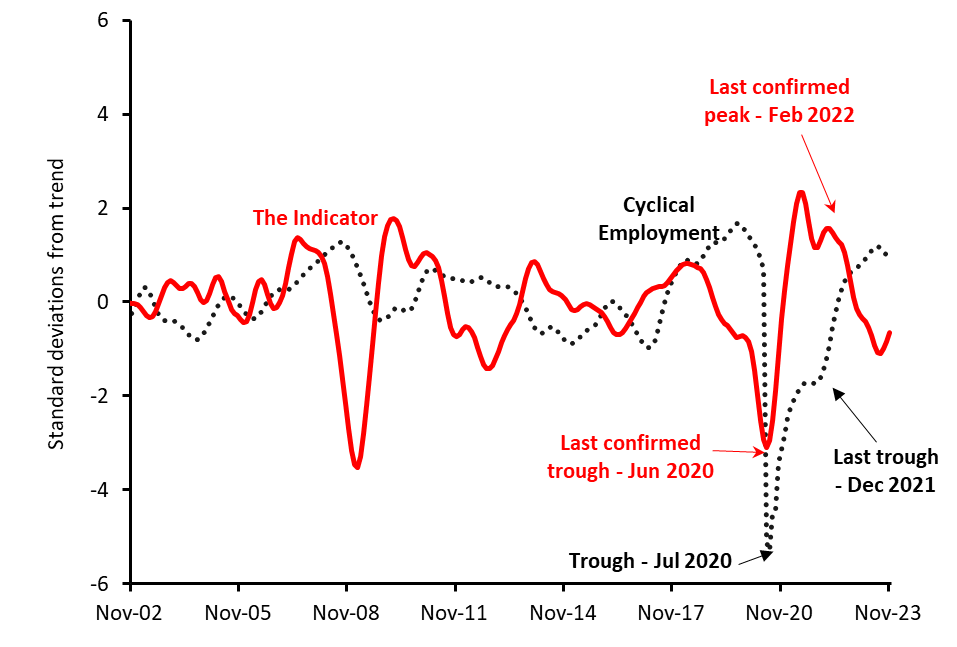 6
4
2
0
-2
-4
-6
Standard deviations from trend
Last confirmed
peak - Feb 2022
The Indicator
Cyclical
Employment
Last confirmed
trough - Jun 2020
Last trough
- Dec 2021
Trough - Jul 2020
Nov-02
Nov-05
Nov-08
Nov-11
Nov-14
Nov-17
Nov-20
Nov-23